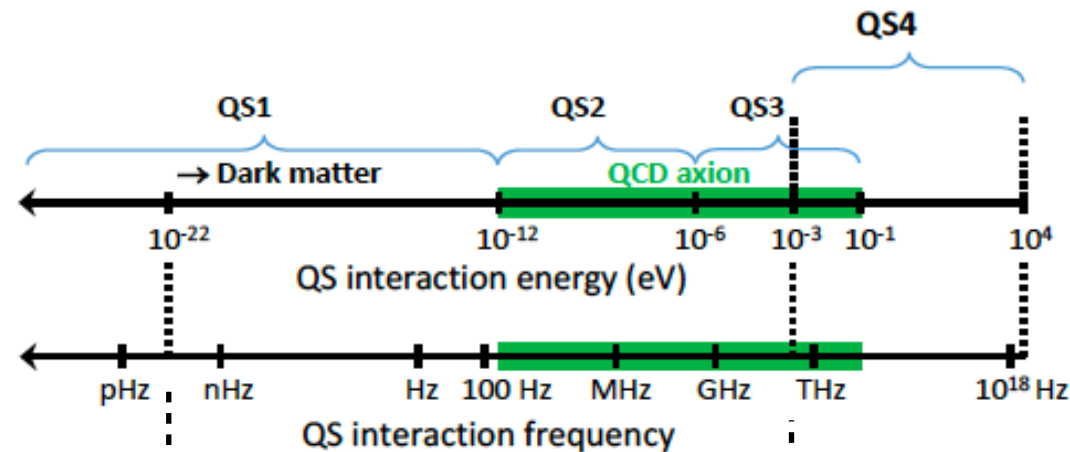 QS4
QS1 QS2 QS3
→ Dark matter QCD axion
10⁻²² 10⁻¹² 10⁻⁶ 10⁻³ 10⁻¹ 10⁴
QS interaction energy (eV)
pHz nHz Hz 100 Hz MHz GHz THz 10¹⁸ Hz
QS interaction frequency